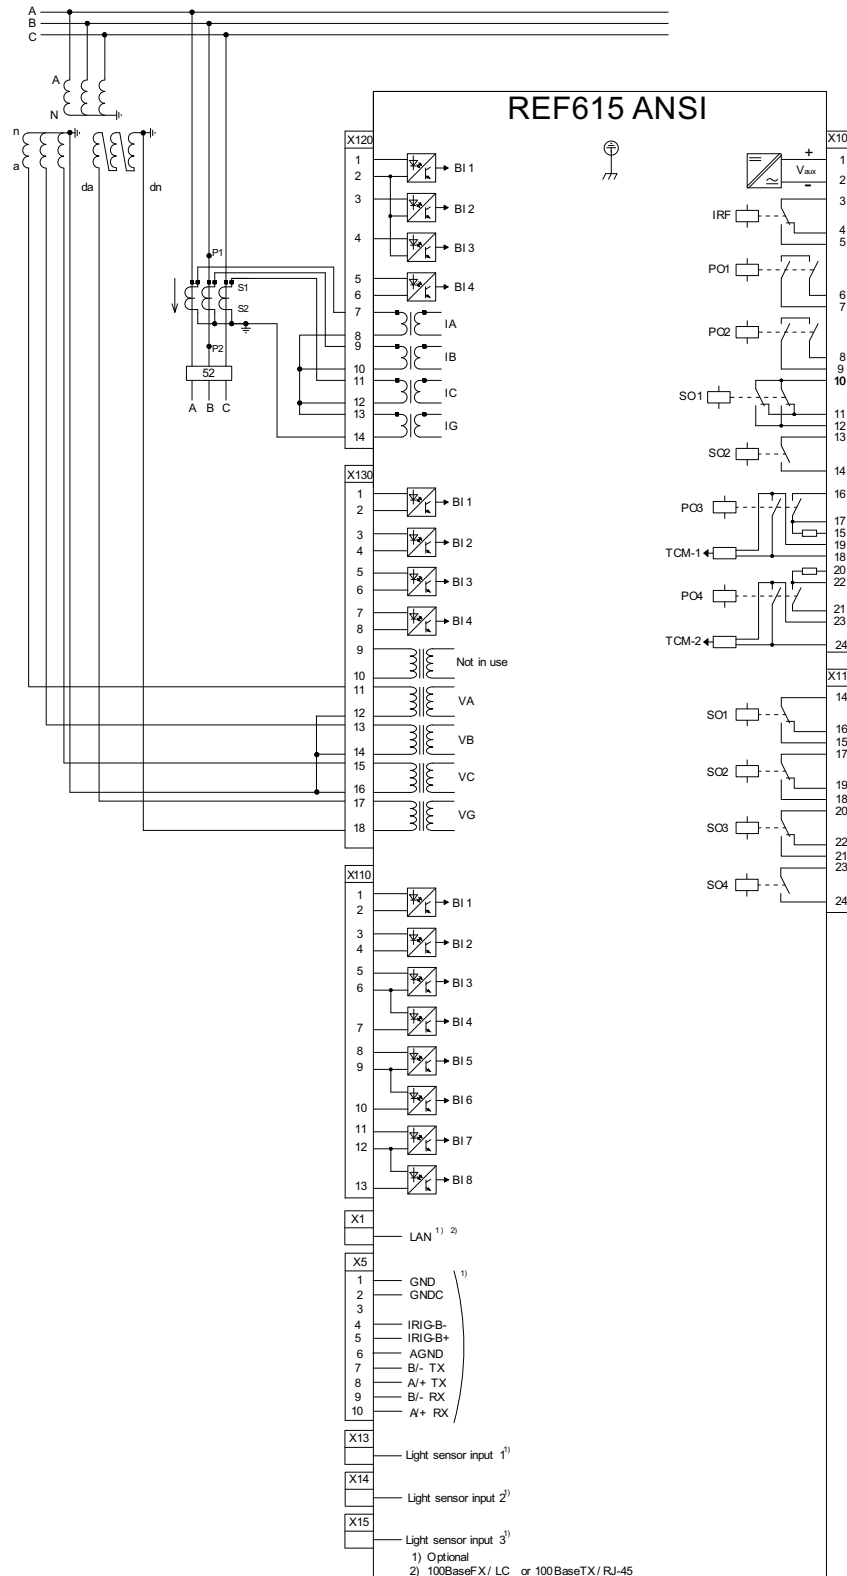 A
B
C
A
N
n
a
da
dn
P1
S1
S2
P2
52
A B C
REF615 ANSI
X120
1
2
BI 1
3
BI 2
4
BI 3
5
6
BI 4
7
8
IA
9
10
IB
11
12
IC
13
14
IG
X130
1
2
BI 1
3
4
BI 2
5
6
BI 3
7
8
BI 4
9
10
Not in use
11
12
VA
13
14
VB
15
16
VC
17
18
VG
X110
1
2
BI 1
3
4
BI 2
5
6
BI 3
7
BI 4
8
9
BI 5
10
BI 6
11
12
BI 7
13
BI 8
X1
LAN 1) 2)
X5
1 GND 1)
2 GNDC
3
4 IRIG-B-
5 IRIG-B+
6 AGND
7 B/- TX
8 A/+ TX
9 B/- RX
10 A/+ RX
X13
Light sensor input 1 1)
X14
Light sensor input 2 1)
X15
Light sensor input 3 1)
1) Optional
2) 100BaseFX / LC or 100BaseTX / RJ-45
X10
+
Vaux
-
1
2
3
IRF
4
5
PO1
6
7
PO2
8
9
10
SO1
11
12
13
SO2
14
16
PO3
17
15
19
TCM-1
18
20
22
PO4
21
23
TCM-2
24
X11
14
SO1
16
15
17
SO2
19
18
20
SO3
22
21
23
SO4
24